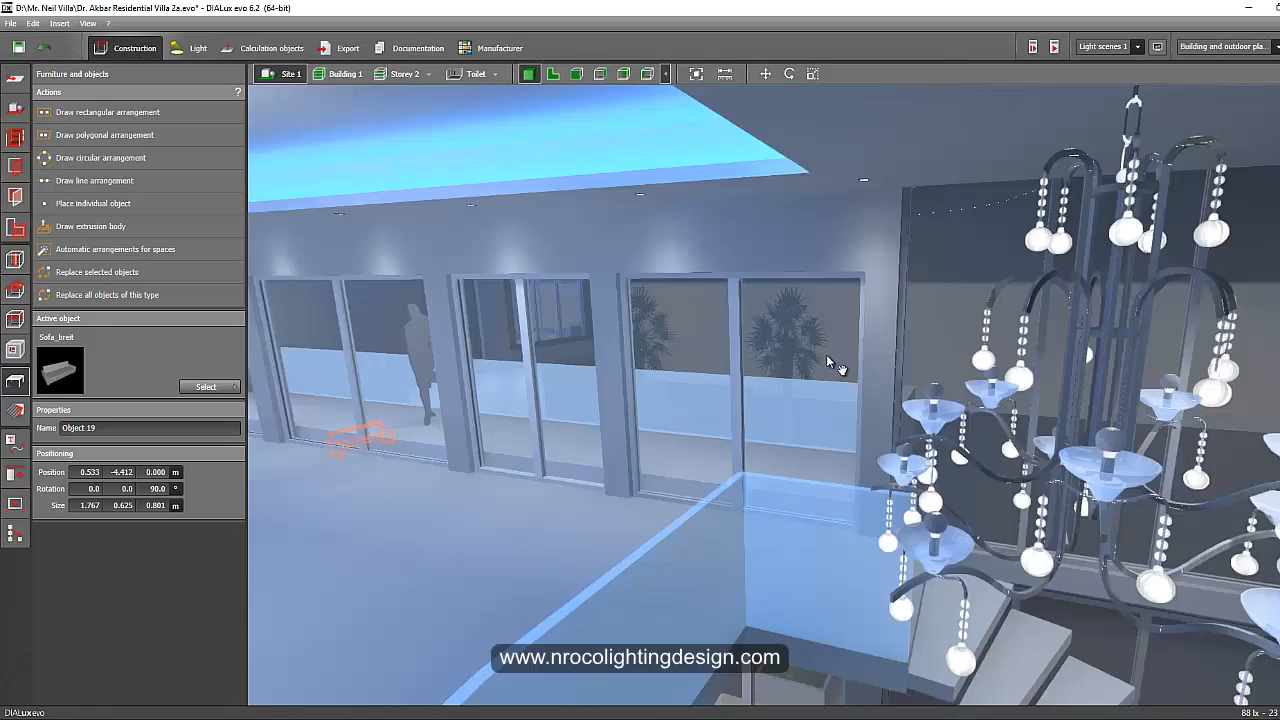 D:\Mr. Neil Villa\Dr. Akbar Residential Villa 2a.evo* - DIALux evo 6.2  (64-bit)
File Edit Insert View ?
Construction Light Calculation objects Export Documentation Manufacturer Light scenes 1 Building and outdoor pla...
Furniture and objects Site 1 Building 1 Storey 2 Toilet
Actions ?
Draw rectangular arrangement
Draw polygonal arrangement
Draw circular arrangement
Draw line arrangement
Place individual object
Draw extrusion body
Automatic arrangements for spaces
Replace selected objects
Replace all objects of this type
Active object
Sofa_breit
Select
Properties
Name Object 19
Positioning
Position 0.533 -4.412 0.000 m
Rotation 0.0 0.0 90.0 °
Size 1.767 0.625 0.801 m
www.nrocolightingdesign.com
DIALux evo 88 lx - 23